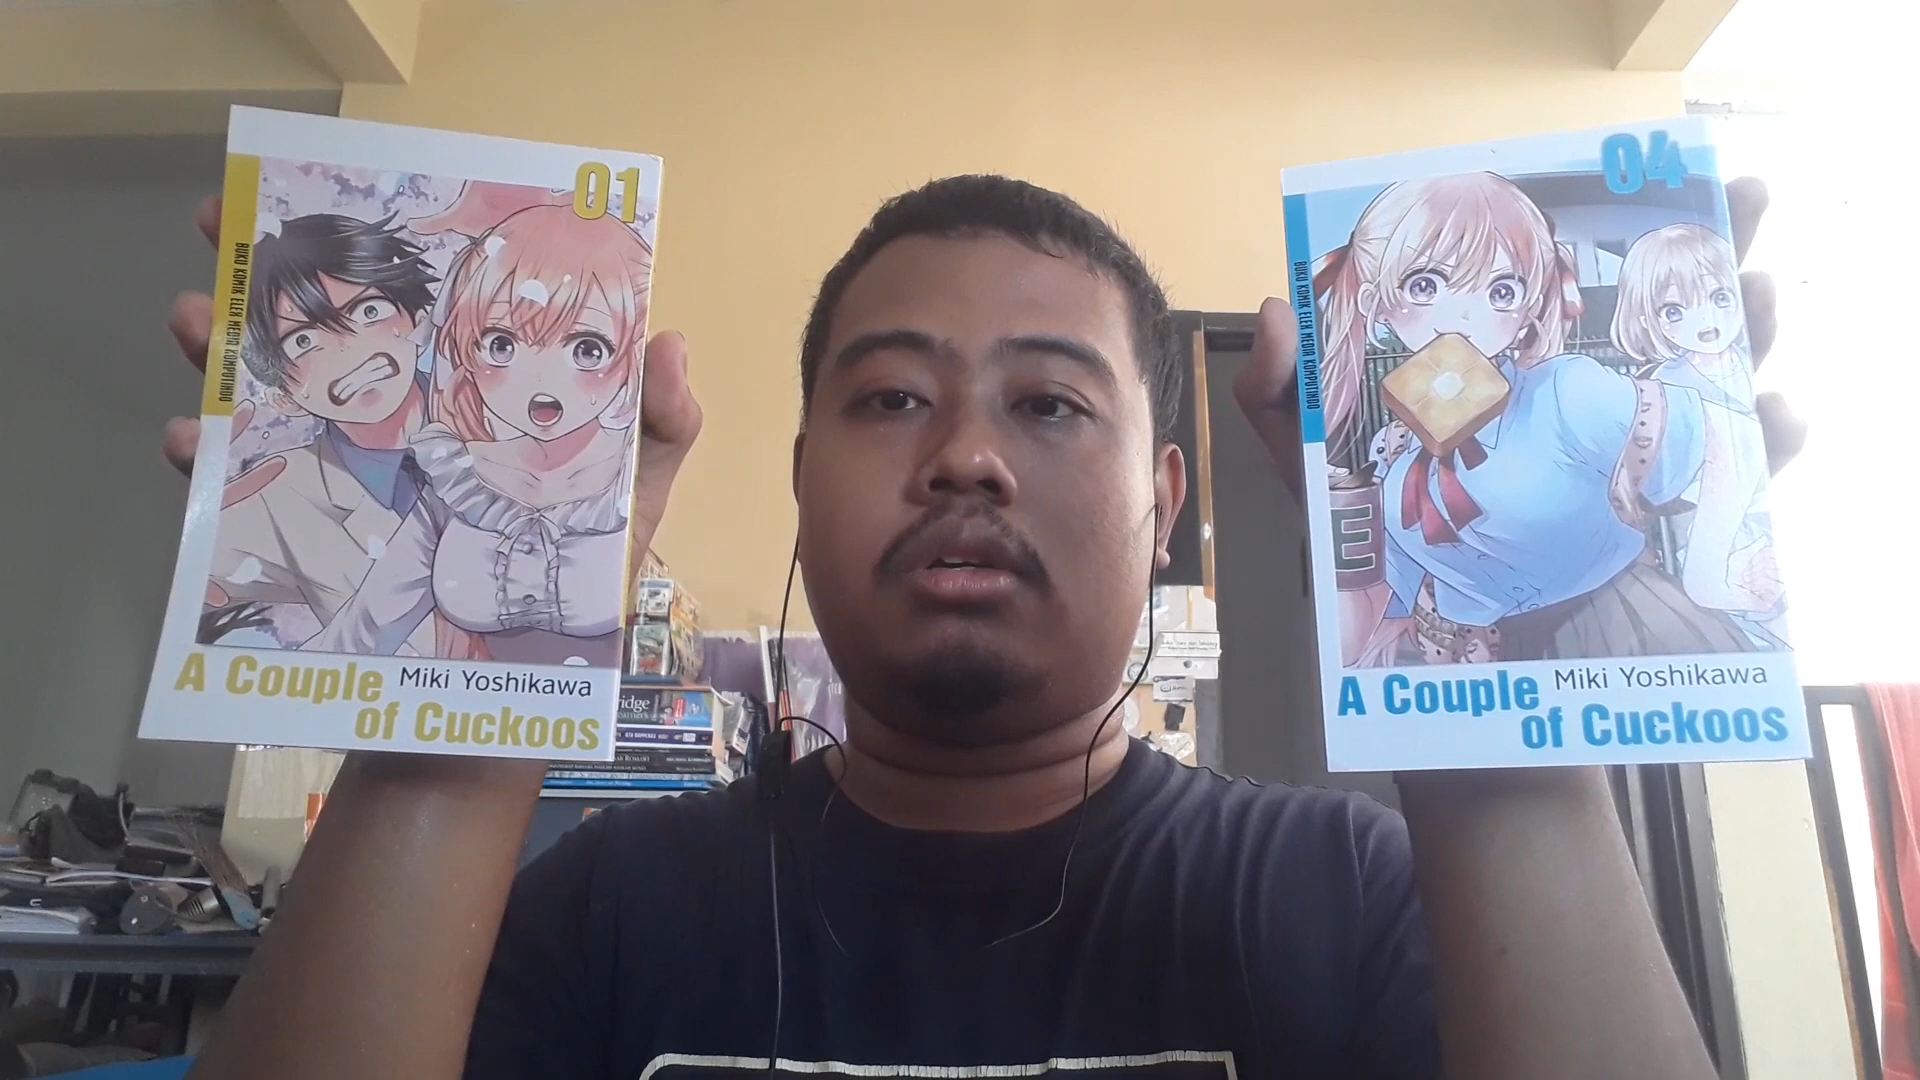 01
BUKU KOMIK ELEX MEDIA KOMPUTINDO
A Couple
of Cuckoos
Miki Yoshikawa
04
BUKU KOMIK ELEX MEDIA KOMPUTINDO
E
A Couple
of Cuckoos
Miki Yoshikawa